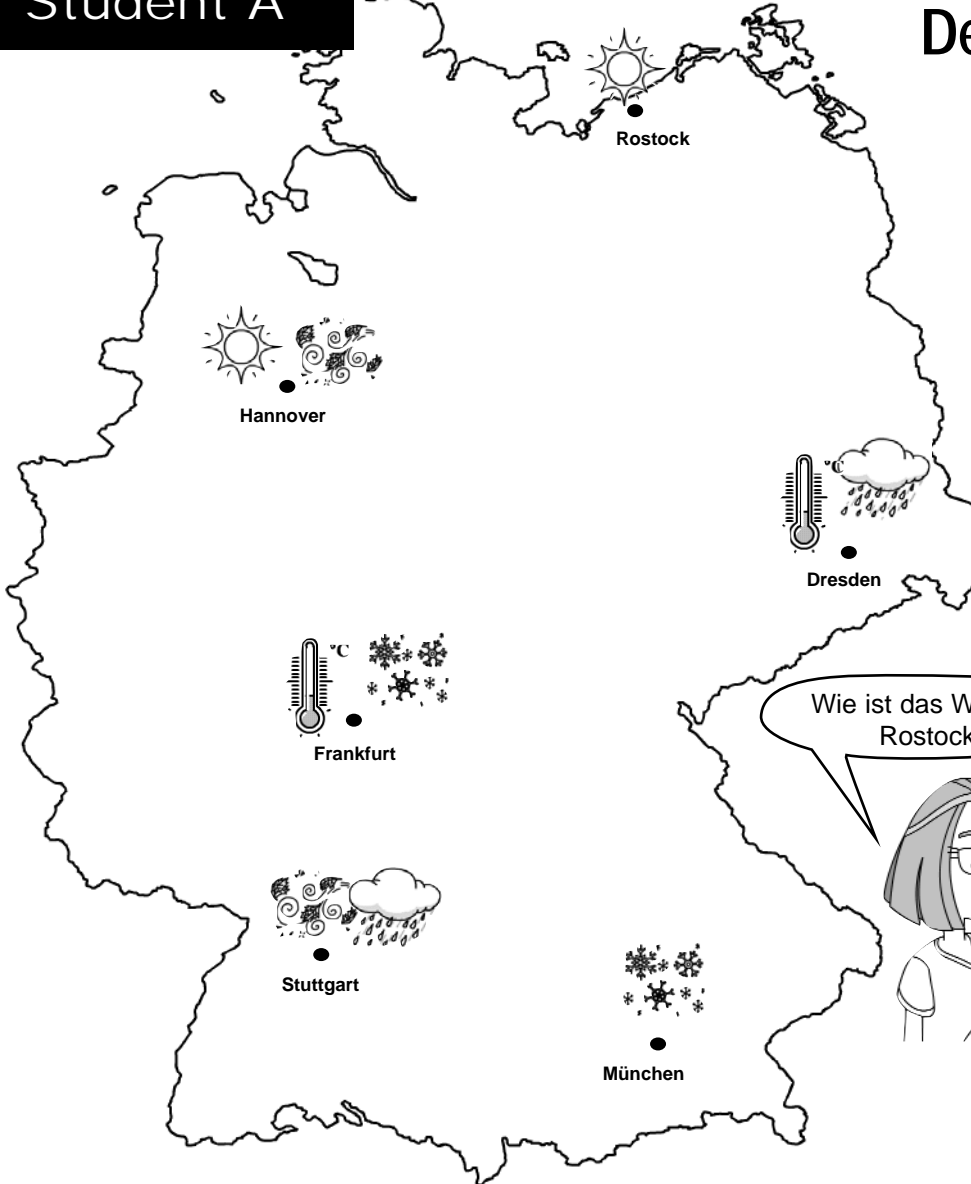 Student A
De
Rostock
Hannover
°C
Dresden
°C
Frankfurt
Wie ist das W
Rostock
Stuttgart
München